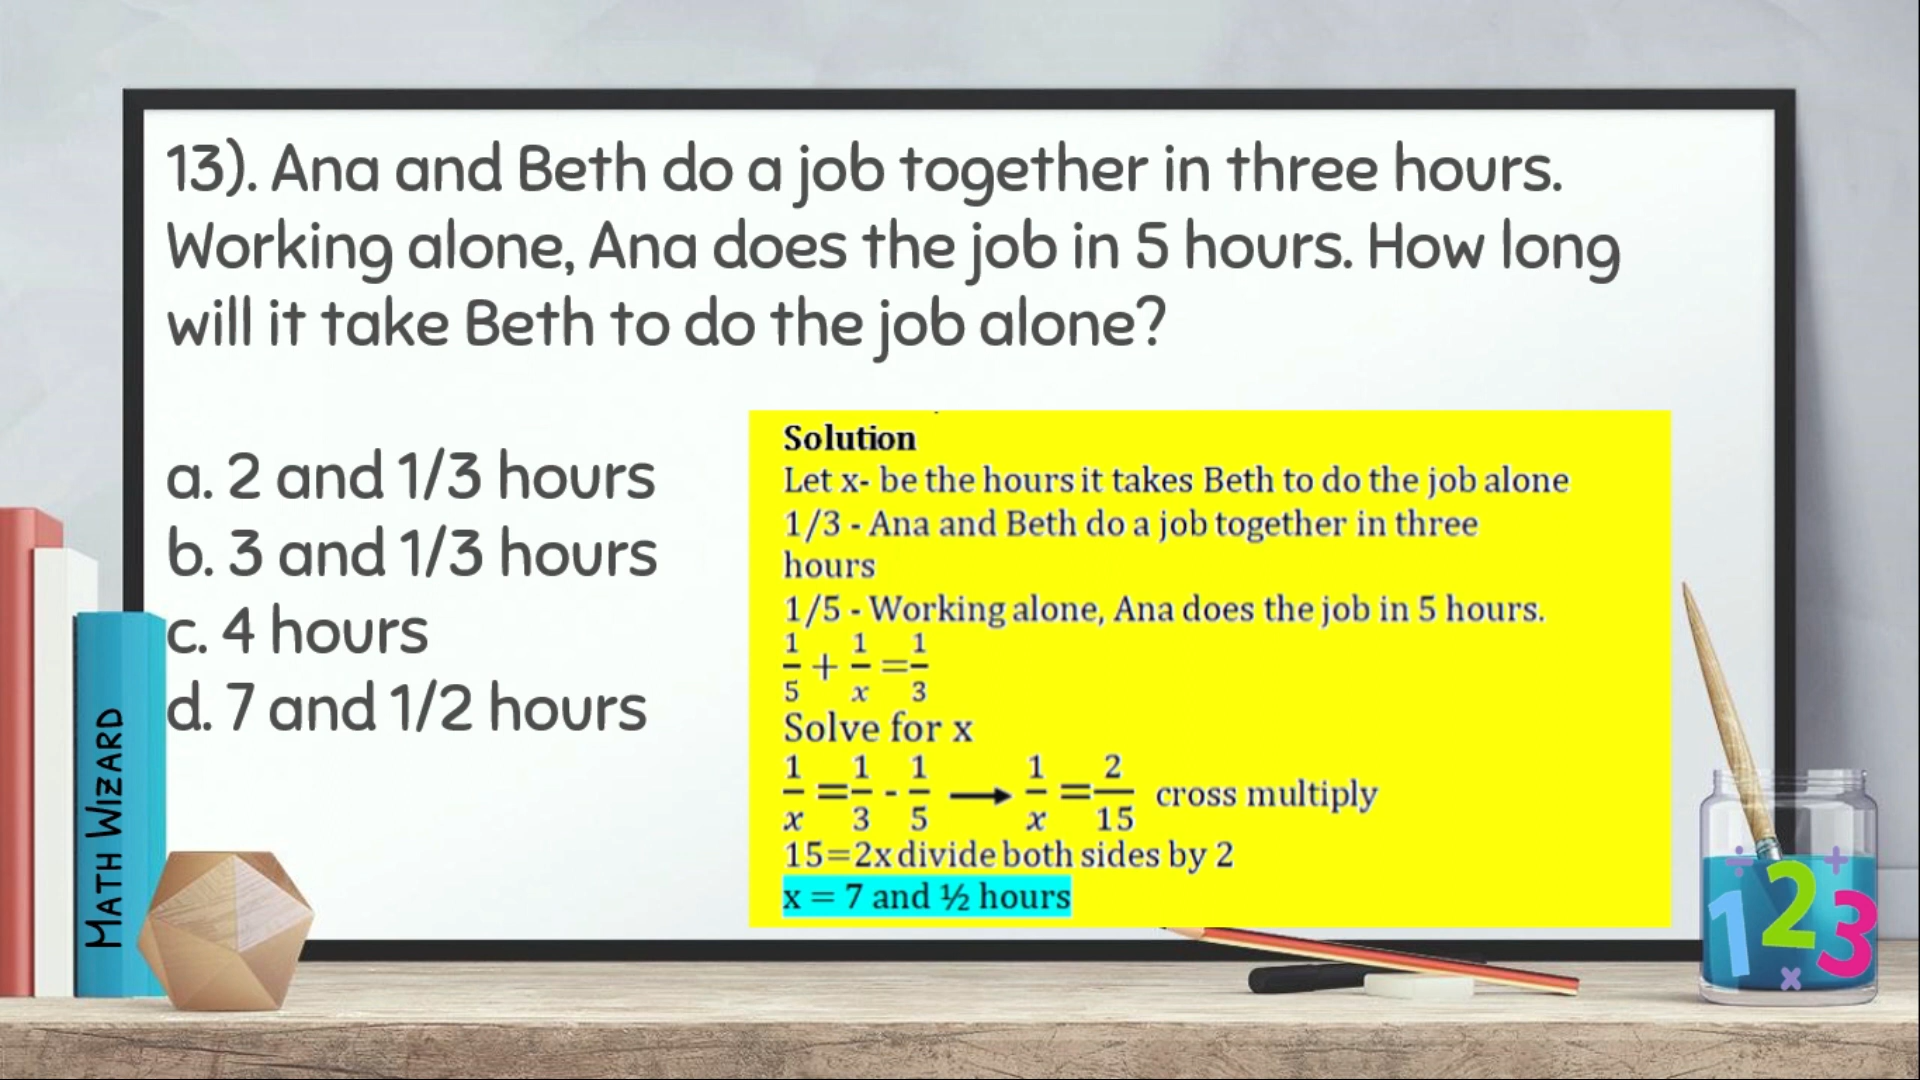 13). Ana and Beth do a job together in three hours.
Working alone, Ana does the job in 5 hours. How long
will it take Beth to do the job alone?
a. 2 and 1/3 hours
b. 3 and 1/3 hours
c. 4 hours
d. 7 and 1/2 hours
Solution
Let x- be the hours it takes Beth to do the job alone
1/3 - Ana and Beth do a job together in three
hours
1/5 - Working alone, Ana does the job in 5 hours.
1/5 + 1/x = 1/3
Solve for x
1/x = 1/3 - 1/5 → 1/x = 2/15 cross multiply
15=2x divide both sides by 2
x = 7 and ½ hours
MATH WIZARD
÷ + 123 x